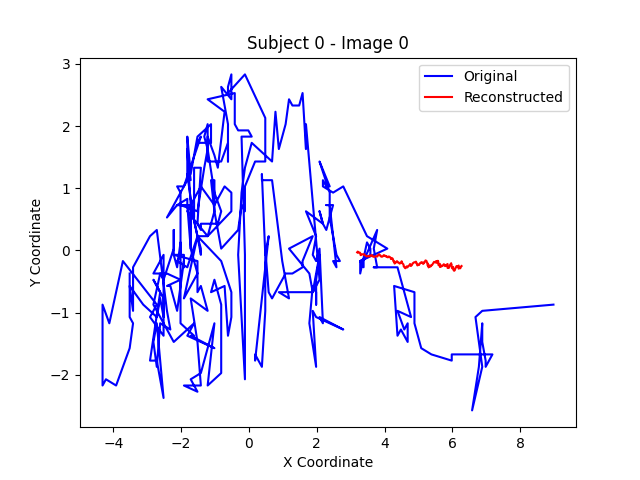 Subject 0 - Image 0
Original
Reconstructed
Y Coordinate
3
2
1
0
−1
−2
−4
−2
0
2
4
6
8
X Coordinate